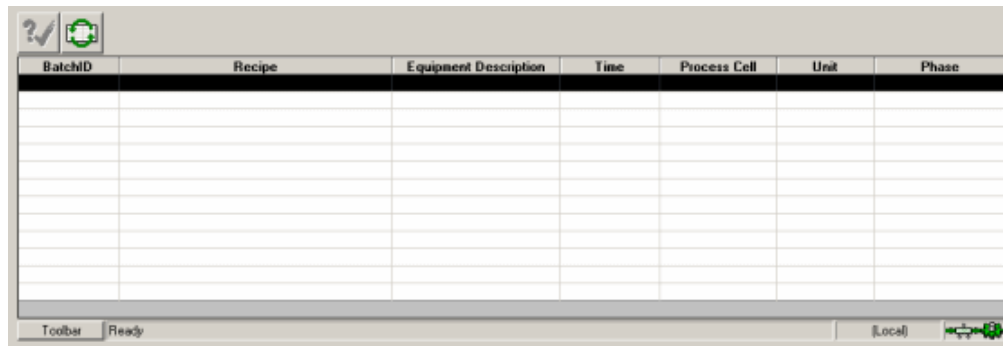 BatchID Recipe Equipment Description Time Process Cell Unit Phase
Toolbar Ready (Local)